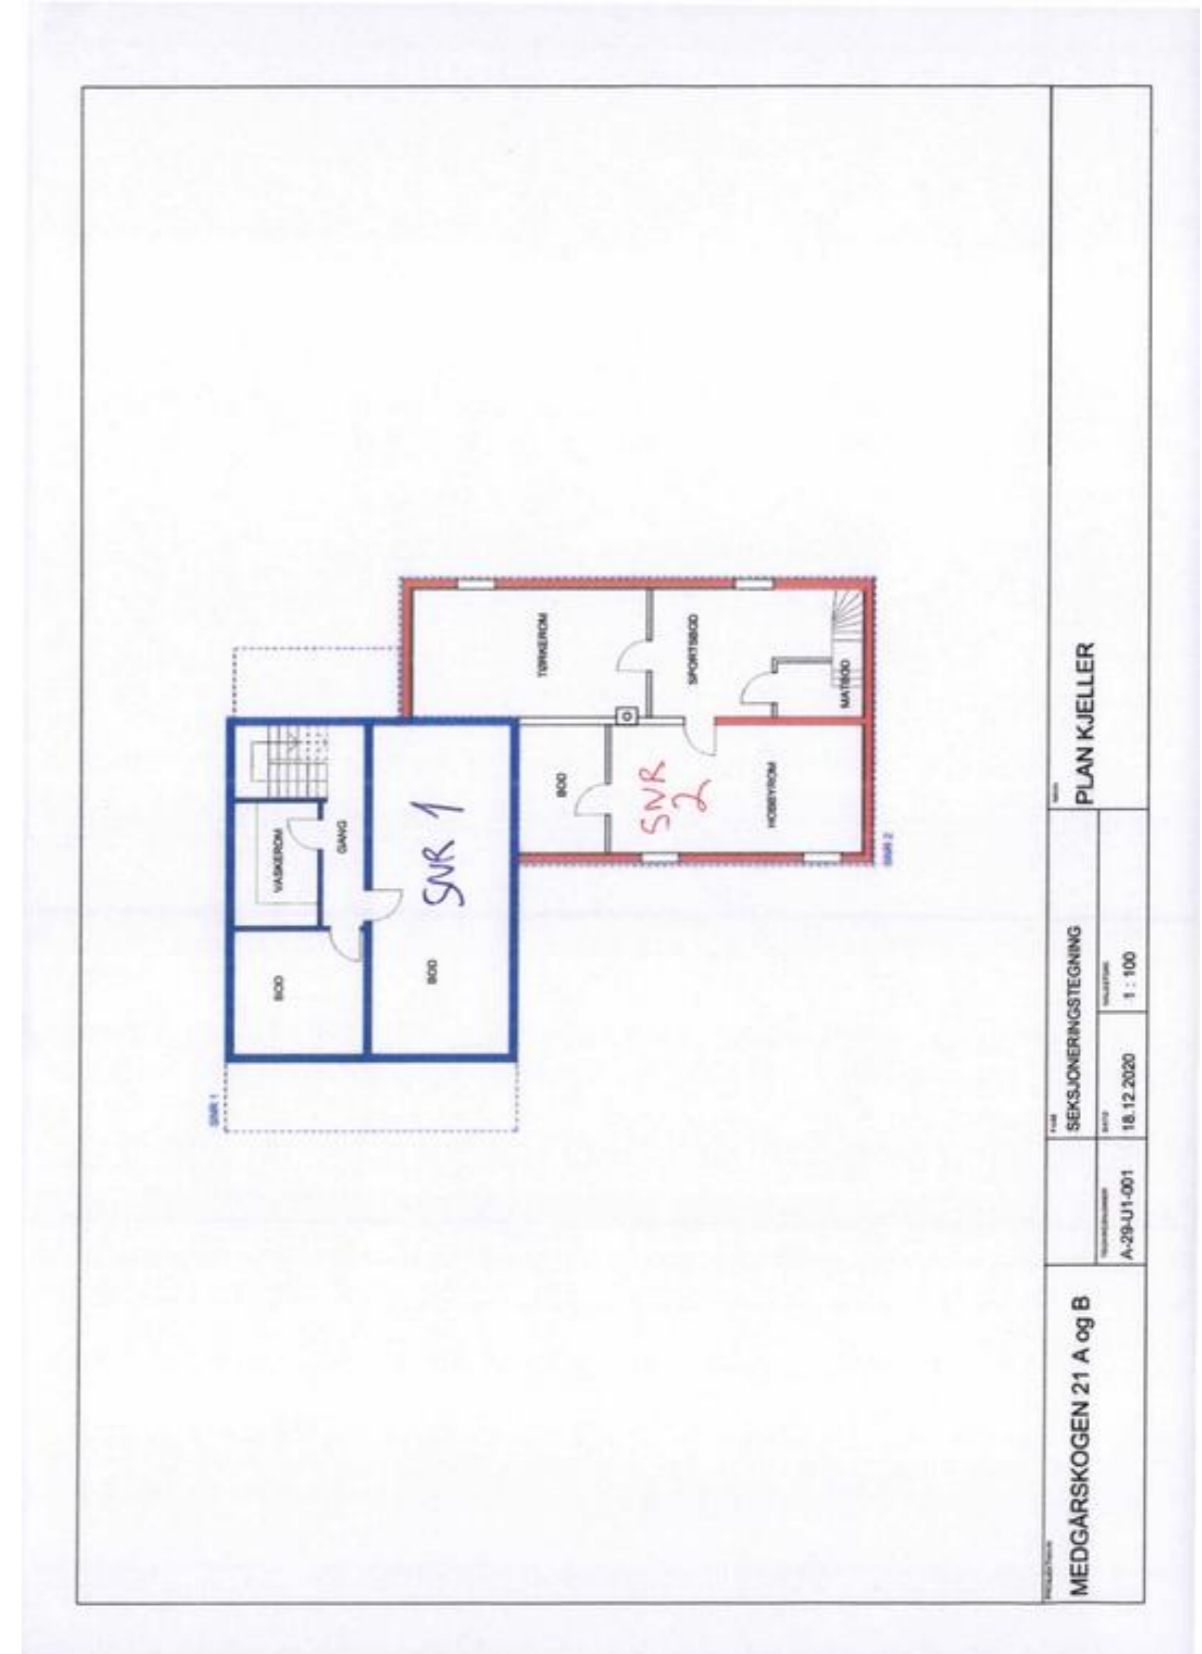 SNR 1
BOD
VASKEROM
GANG
BOD
SNR 1
TØRKEROM
BOD
SPORTSBOD
SNR
2
HOBBYROM
MATBOD
SNR 2
MEDGÅRSKOGEN 21 A og B
SEKSJONERINGSTEGNING
PLAN KJELLER
A-29-U1-001
DATO
18.12.2020
1 : 100